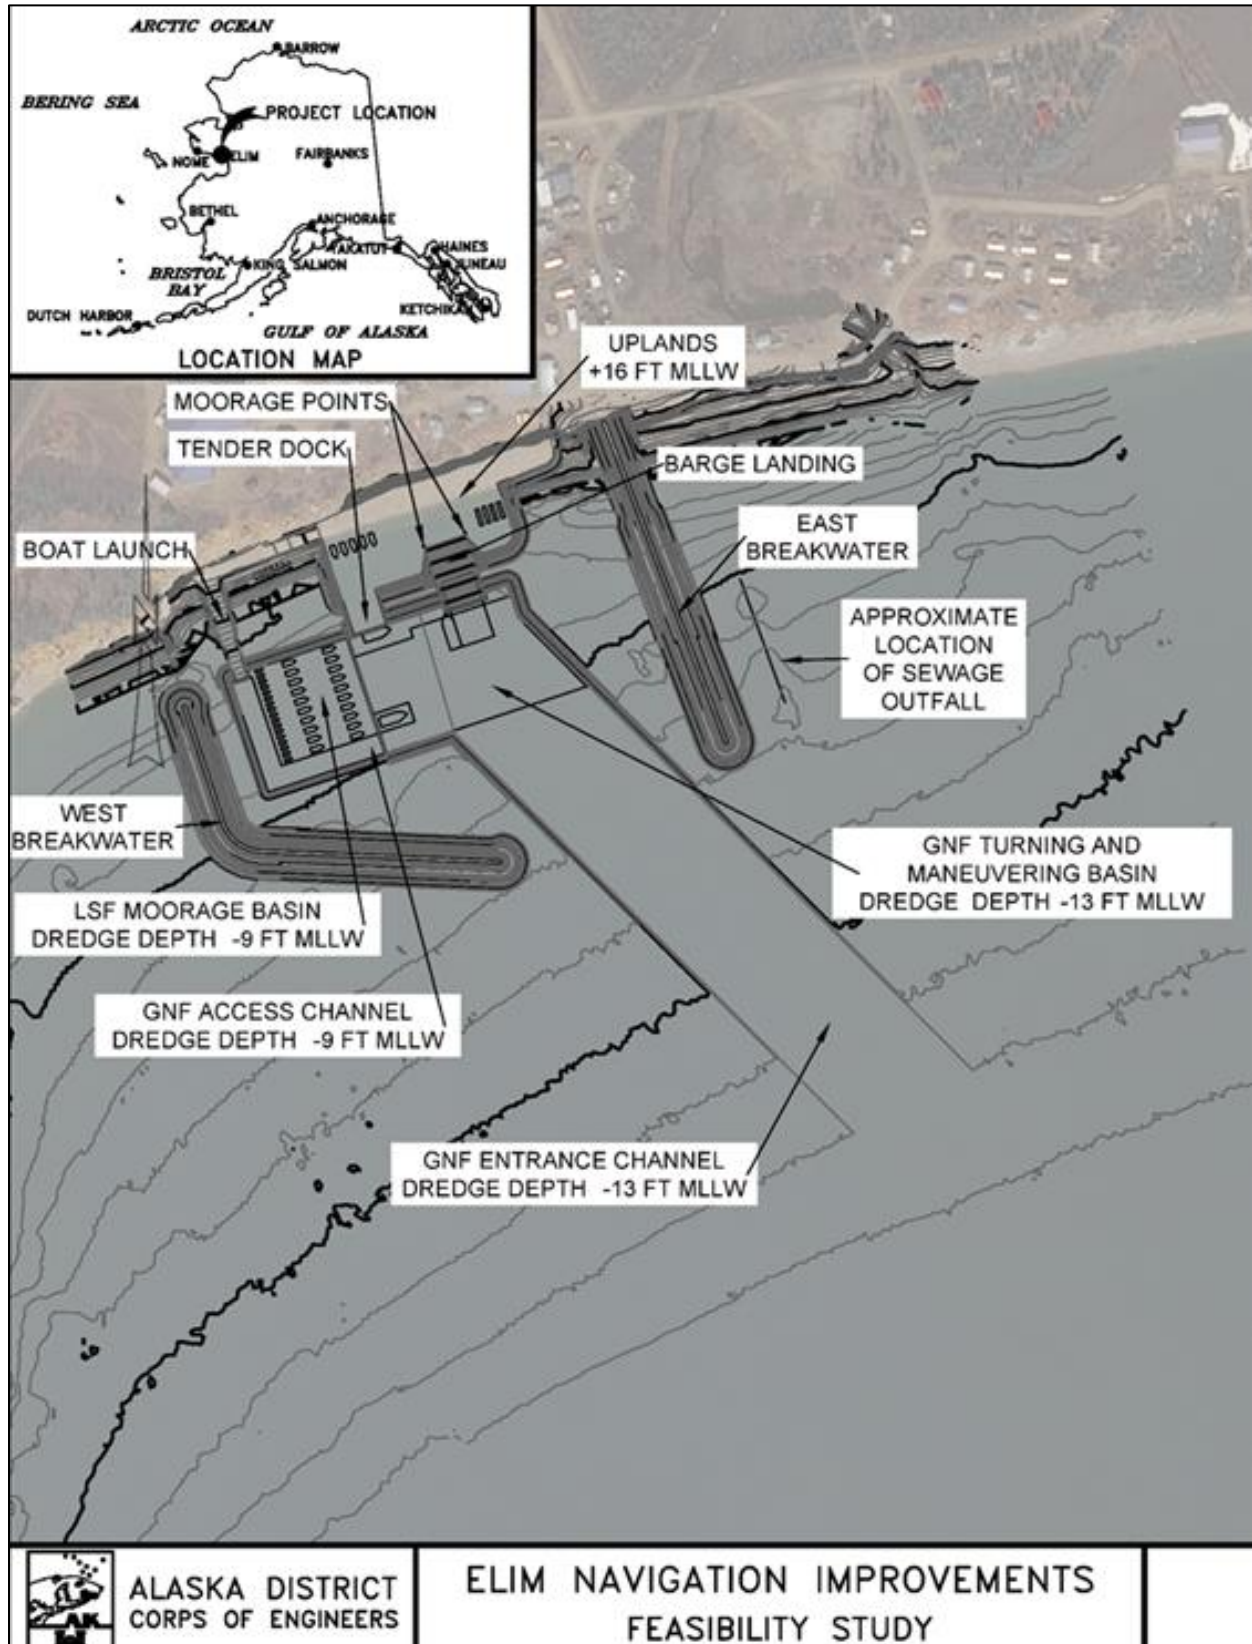 ARCTIC OCEAN
BARROW
BERING SEA
PROJECT LOCATION
NOME
ELIM
FAIRBANKS
BETHEL
ANCHORAGE
YAKATUT
HAINES
JUNEAU
BRISTOL
BAY
KING SALMON
DUTCH HARBOR
KETCHIKA
GULF OF ALASKA
LOCATION MAP
UPLANDS
+16 FT MLLW
MOORAGE POINTS
TENDER DOCK
BARGE LANDING
BOAT LAUNCH
EAST
BREAKWATER
APPROXIMATE
LOCATION
OF SEWAGE
OUTFALL
WEST
BREAKWATER
GNF TURNING AND
MANEUVERING BASIN
DREDGE DEPTH -13 FT MLLW
LSF MOORAGE BASIN
DREDGE DEPTH -9 FT MLLW
GNF ACCESS CHANNEL
DREDGE DEPTH -9 FT MLLW
GNF ENTRANCE CHANNEL
DREDGE DEPTH -13 FT MLLW
AK
ALASKA DISTRICT
CORPS OF ENGINEERS
ELIM NAVIGATION IMPROVEMENTS
FEASIBILITY STUDY